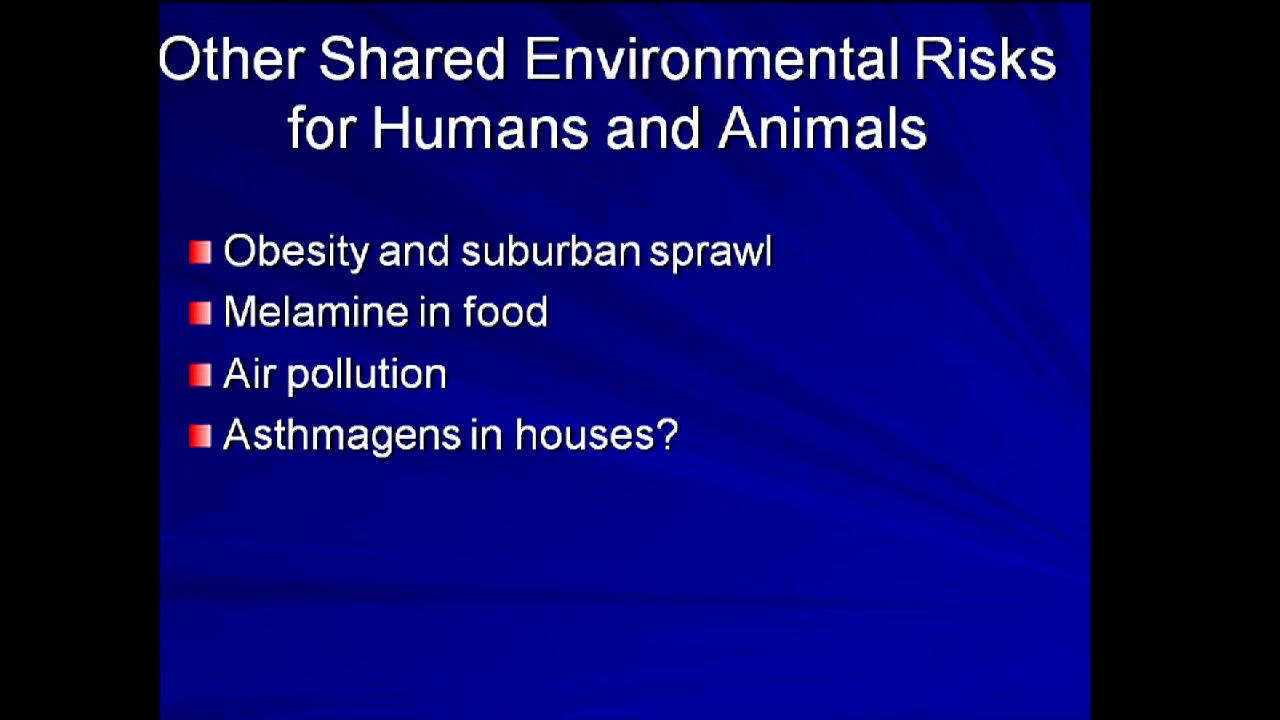 Other Shared Environmental Risks
for Humans and Animals
Obesity and suburban sprawl
Melamine in food
Air pollution
Asthmagens in houses?